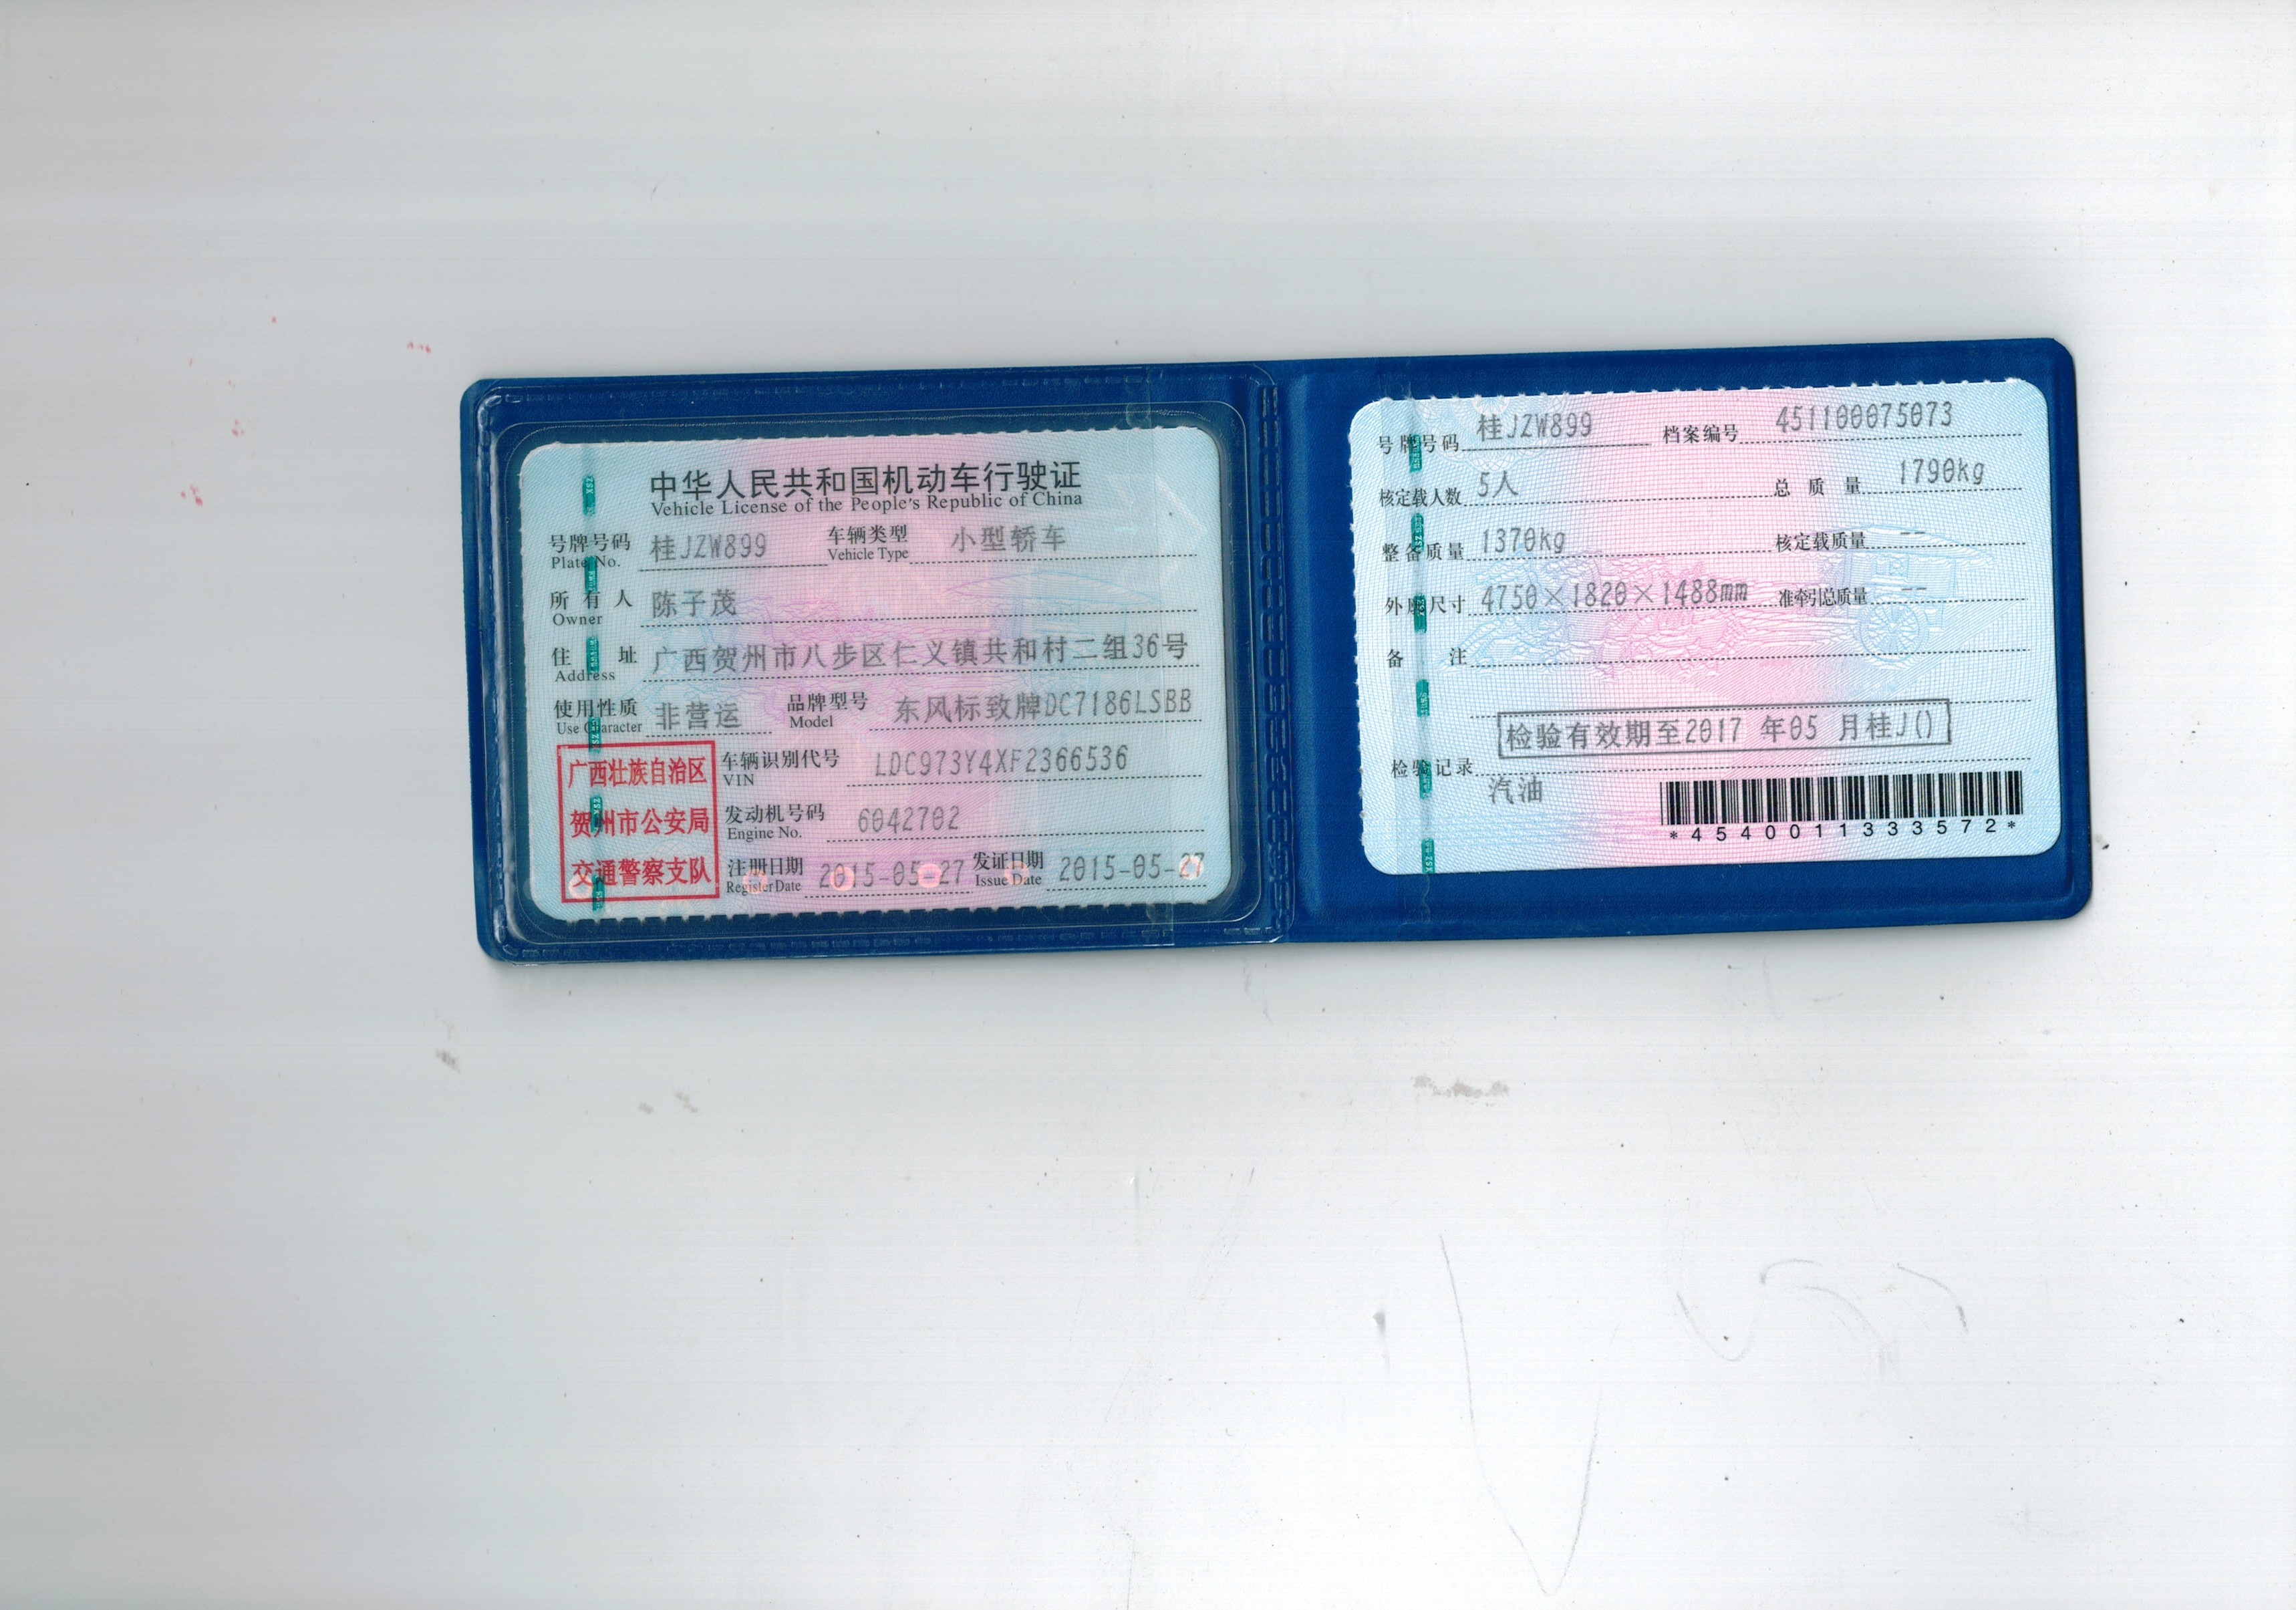 中华人民共和国机动车行驶证
Vehicle License of the People's Republic of China
号牌号码 桂JZW899 车辆类型 小型轿车
Plate No. Vehicle Type
所有人 陈子茂
Owner
住址 广西贺州市八步区仁义镇共和村二组36号
Address
使用性质 非营运 品牌型号 东风标致牌DC7186LSBB
Use Character Model
广西壮族自治区
贺州市公安局
交通警察支队
车辆识别代号 LDC973Y4XF2366536
VIN
发动机号码 6042702
Engine No.
注册日期 2015-05-27 发证日期 2015-05-27
Register Date Issue Date
号牌号码 桂JZW899 档案编号 451100075073
核定载人数 5人 总质量 1790kg
整备质量 1370kg 核定载质量 --
外廓尺寸 4750×1820×1488mm 准牵引总质量 --
备注
检验有效期至2017 年05 月桂J()
检验记录
汽油
*4540011333572*